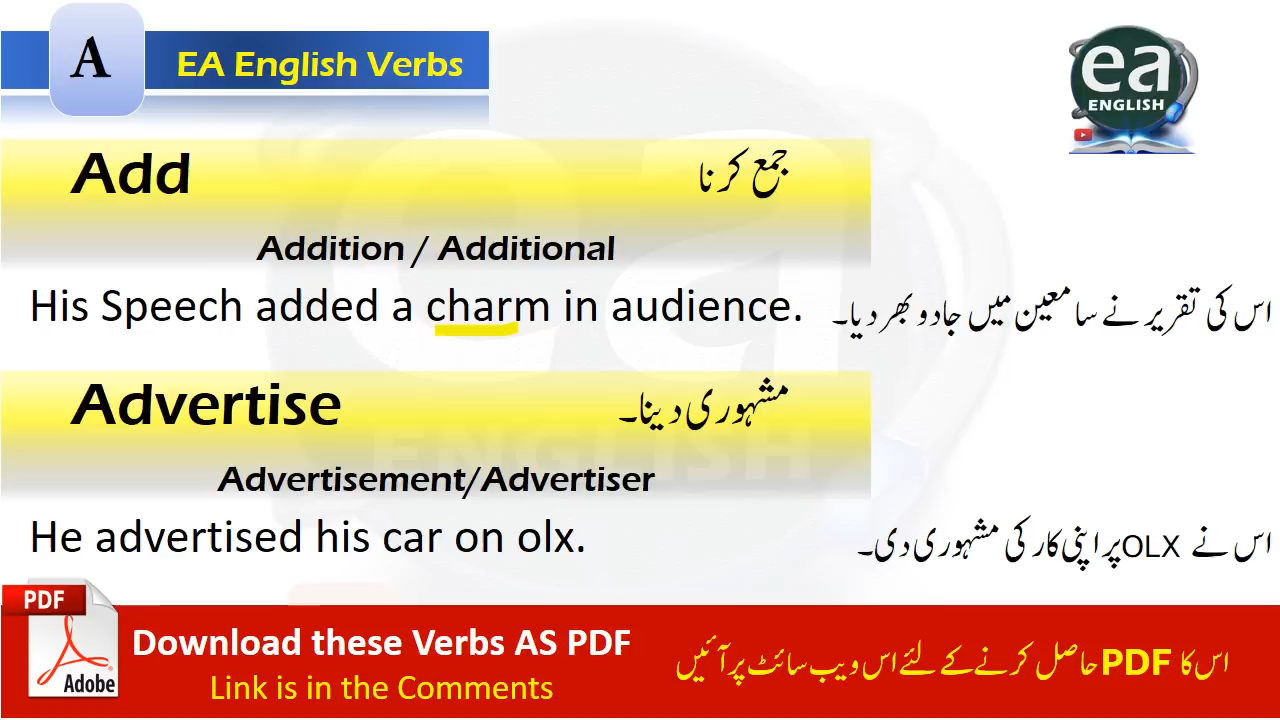 A
EA English Verbs
ea
ENGLISH
Add
جمع کرنا
Addition / Additional
His Speech added a charm in audience.
اس کی تقریر نے سامعین میں جادو بھر دیا۔
Advertise
مشہوری دینا۔
Advertisement/Advertiser
He advertised his car on olx.
اس نے OLX پر اپنی کار کی مشہوری دی۔
PDF
Adobe
Download these Verbs AS PDF
Link is in the Comments
اس کا PDF حاصل کرنے کے لئے اس ویب سائٹ پر آئیں